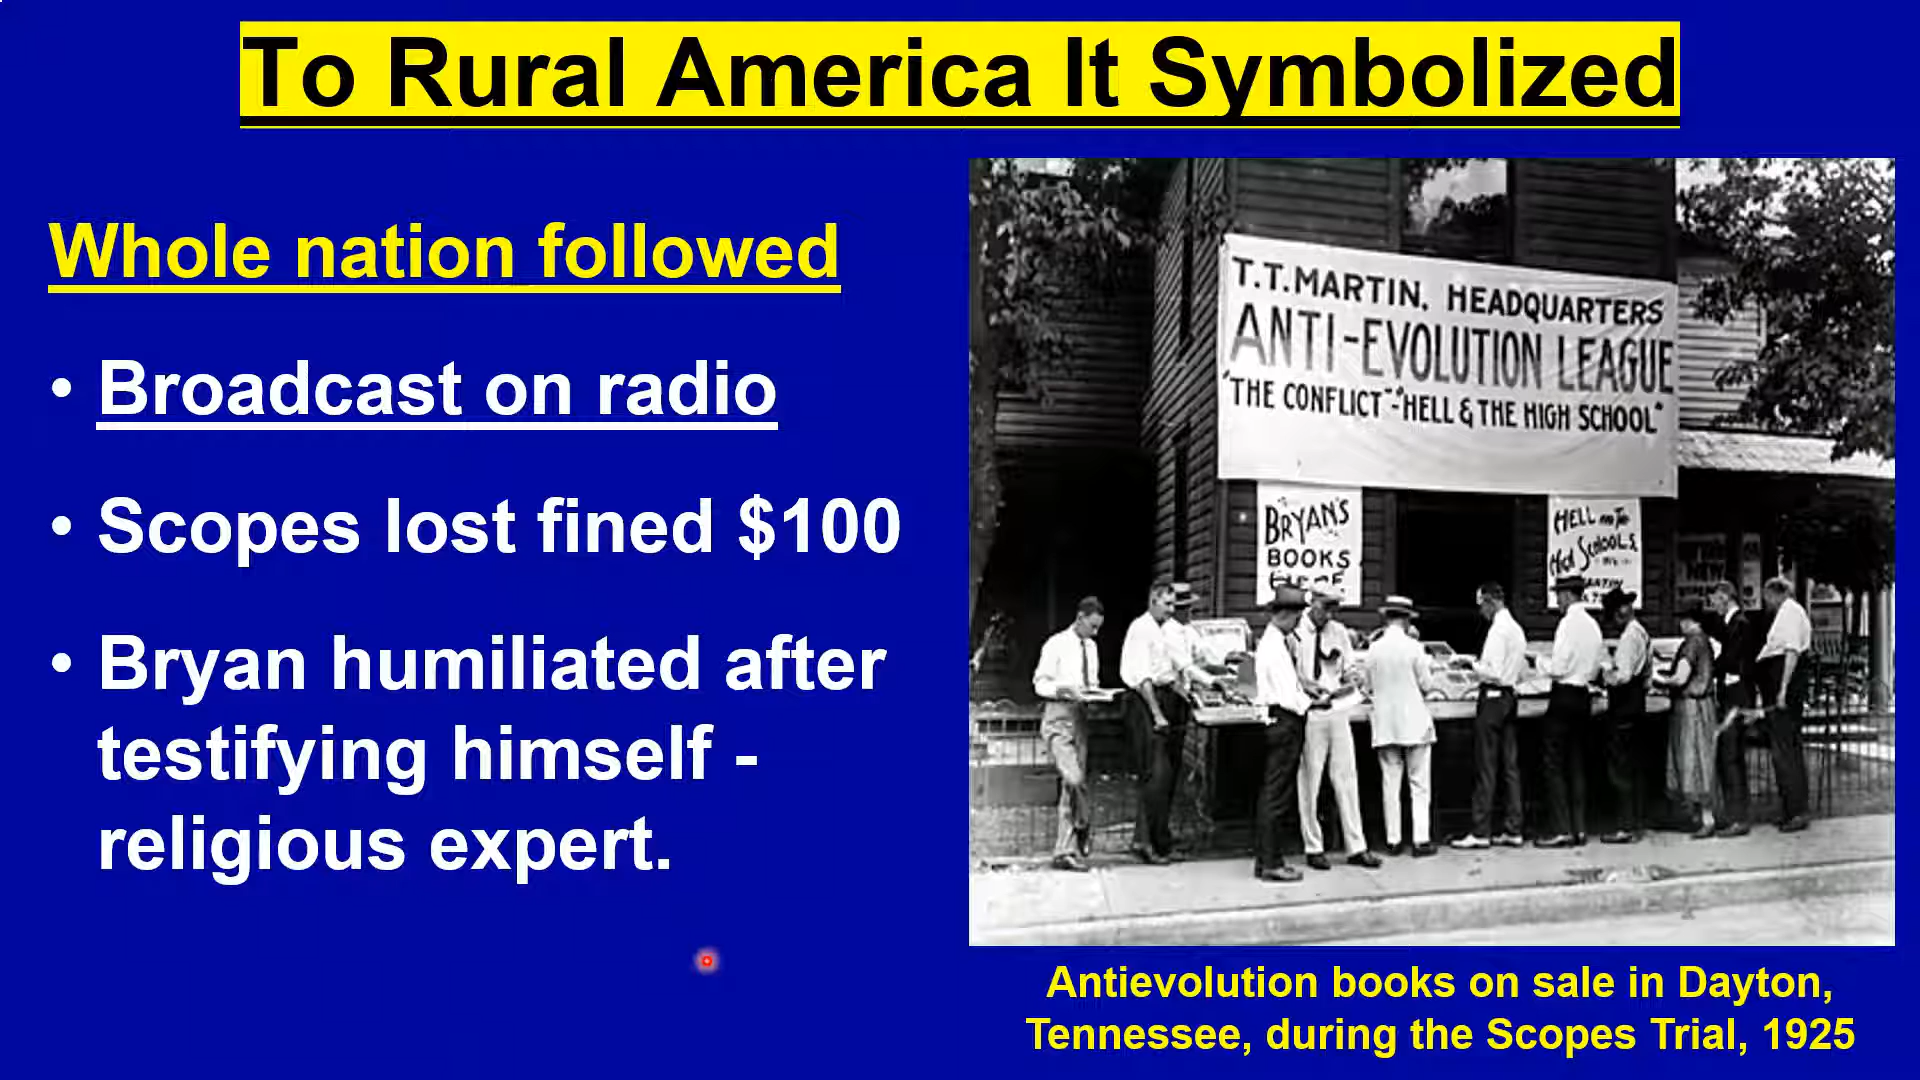 To Rural America It Symbolized
Whole nation followed
• Broadcast on radio
• Scopes lost fined $100
• Bryan humiliated after
testifying himself -
religious expert.
T.T.MARTIN. HEADQUARTERS
ANTI-EVOLUTION LEAGUE
"THE CONFLICT"-"HELL & THE HIGH SCHOOL"
BRYAN'S
BOOKS
HELL
High SCHOOLS
Antievolution books on sale in Dayton,
Tennessee, during the Scopes Trial, 1925